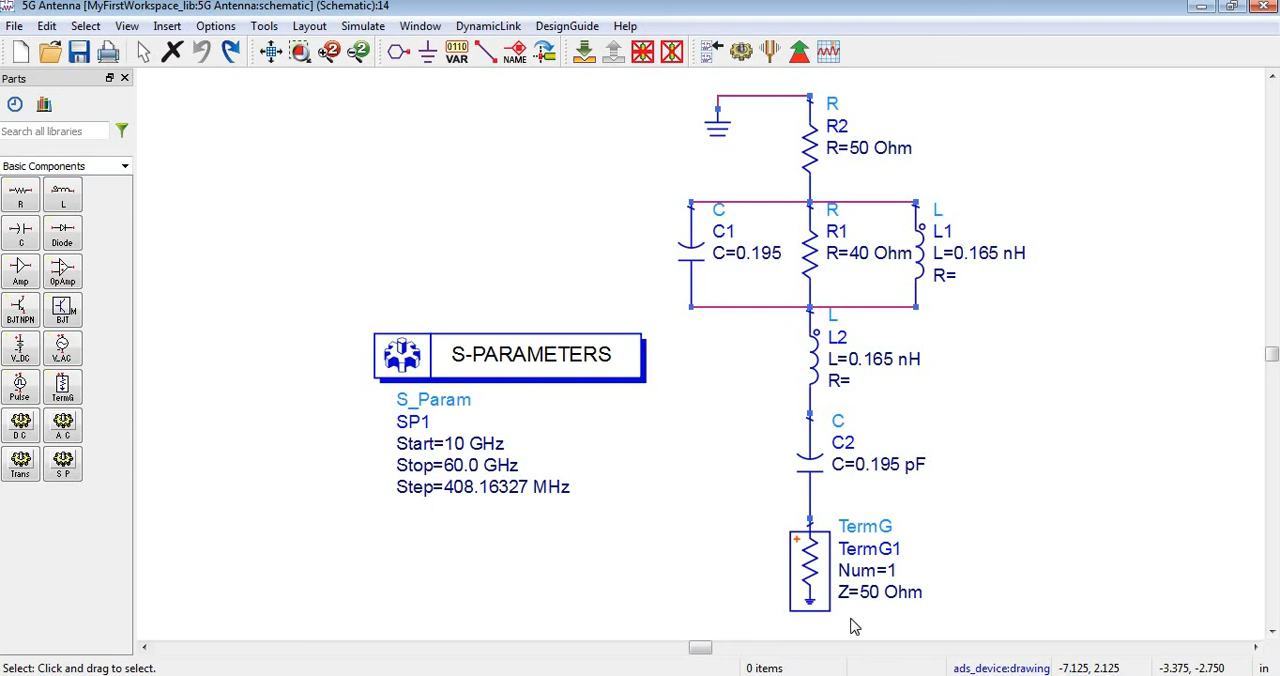 5G Antenna [MyFirstWorkspace_lib:5G Antenna:schematic] (Schematic):14
File Edit Select View Insert Options Tools Layout Simulate Window DynamicLink DesignGuide Help
0110
VAR
NAME
Parts
Search all libraries
Basic Components
R L
C Diode
Amp OpAmp
BJTNPN BJT
V_DC V_AC
Pulse TermG
D C A C
Trans S P
R
R2
R=50 Ohm
C
C1
C=0.195
R
R1
R=40 Ohm
L
L1
L=0.165 nH
R=
L
L2
L=0.165 nH
R=
S-PARAMETERS
S_Param
SP1
Start=10 GHz
Stop=60.0 GHz
Step=408.16327 MHz
C
C2
C=0.195 pF
TermG
TermG1
Num=1
Z=50 Ohm
Select: Click and drag to select.
0 items
ads_device:drawing
-7.125, 2.125
-3.375, -2.750
in